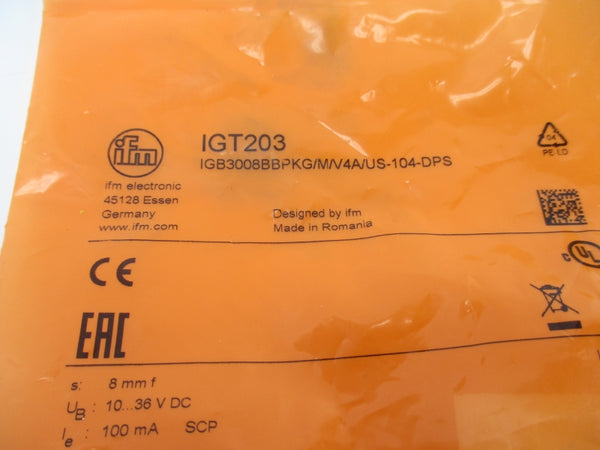 IGT203
IGB3008BBPKG/M/V4A/US-104-DPS
ifm
04
PE LD
ifm electronic
45128 Essen
Germany
www.ifm.com
Designed by ifm
Made in Romania
CE
c UL
EAC
s: 8 mm f
UB : 10...36 V DC
Ie : 100 mA SCP